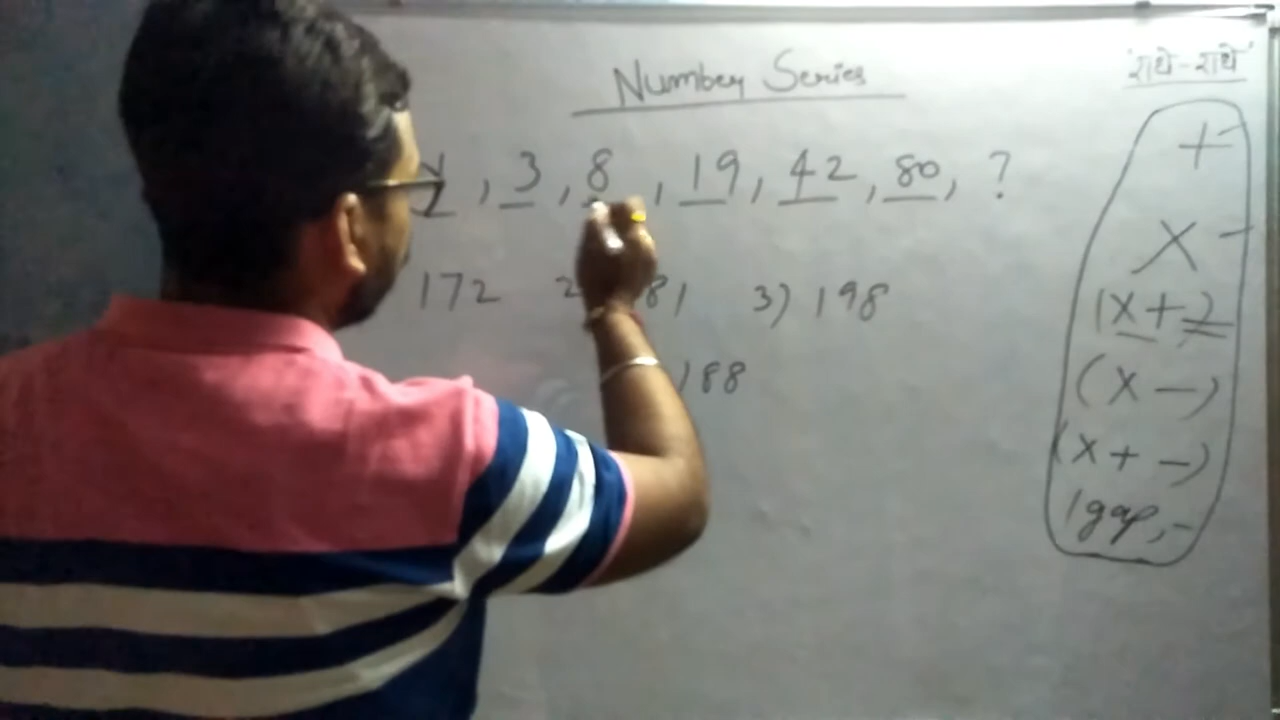 Number Series
राधे-राधे
, 3, 8, 19, 42, 80, ?
172 3) 198
188
+
X
(x + )
(x -)
(x + -)
1gap, -